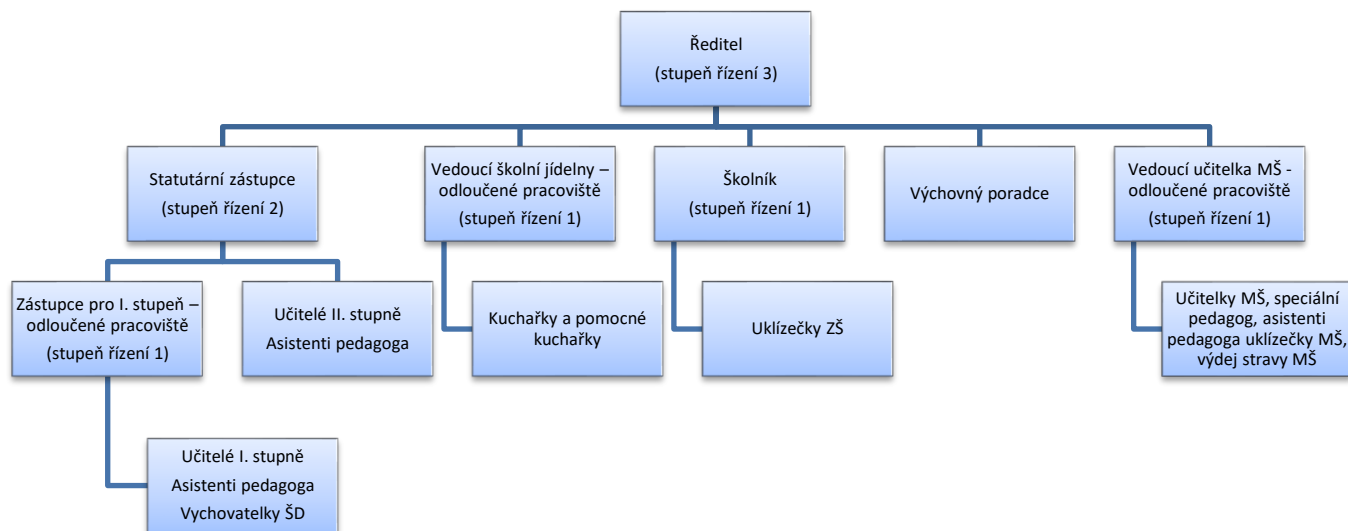 Ředitel
(stupeň řízení 3)
Statutární zástupce
(stupeň řízení 2)
Vedoucí školní jídelny –
odloučené pracoviště
(stupeň řízení 1)
Školník
(stupeň řízení 1)
Výchovný poradce
Vedoucí učitelka MŠ -
odloučené pracoviště
(stupeň řízení 1)
Zástupce pro I. stupeň –
odloučené pracoviště
(stupeň řízení 1)
Učitelé II. stupně
Asistenti pedagoga
Kuchařky a pomocné
kuchařky
Uklízečky ZŠ
Učitelky MŠ, speciální
pedagog, asistenti
pedagoga uklízečky MŠ,
výdej stravy MŠ
Učitelé I. stupně
Asistenti pedagoga
Vychovatelky ŠD